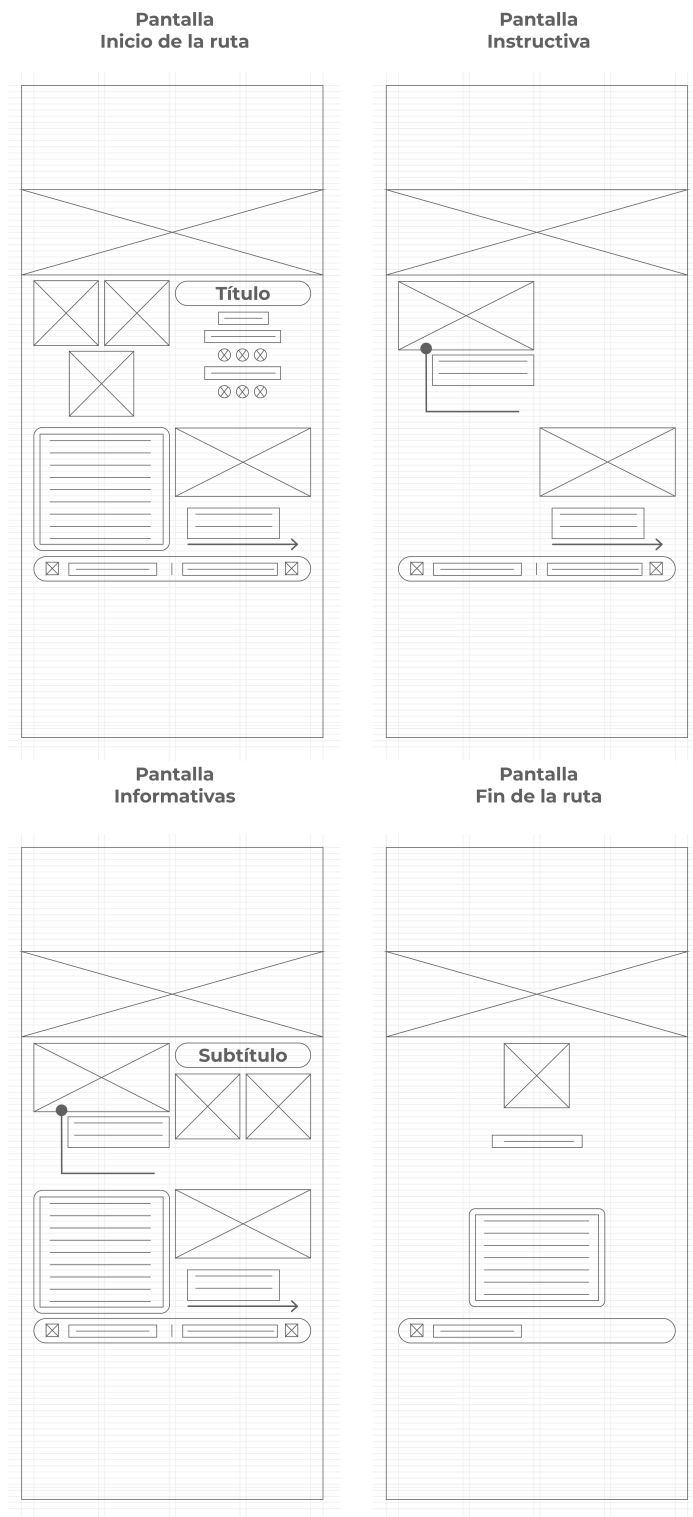 Pantalla
Inicio de la ruta
Pantalla
Instructiva
Título
Pantalla
Informativas
Pantalla
Fin de la ruta
Subtítulo